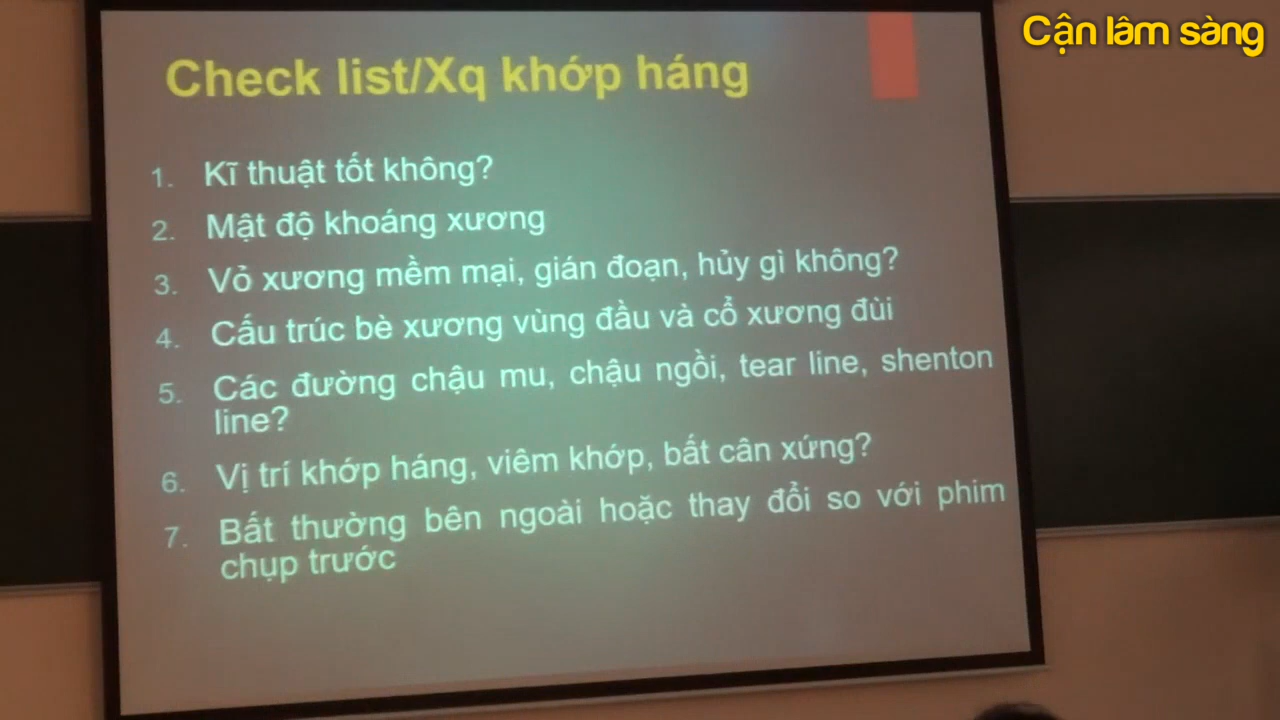 Cận lâm sàng
Check list/Xq khớp háng
1. Kĩ thuật tốt không?
2. Mật độ khoáng xương
3. Vỏ xương mềm mại, gián đoạn, hủy gì không?
4. Cấu trúc bè xương vùng đầu và cổ xương đùi
5. Các đường chậu mu, chậu ngồi, tear line, shenton
line?
6. Vị trí khớp háng, viêm khớp, bất cân xứng?
7. Bất thường bên ngoài hoặc thay đổi so với phim
chụp trước